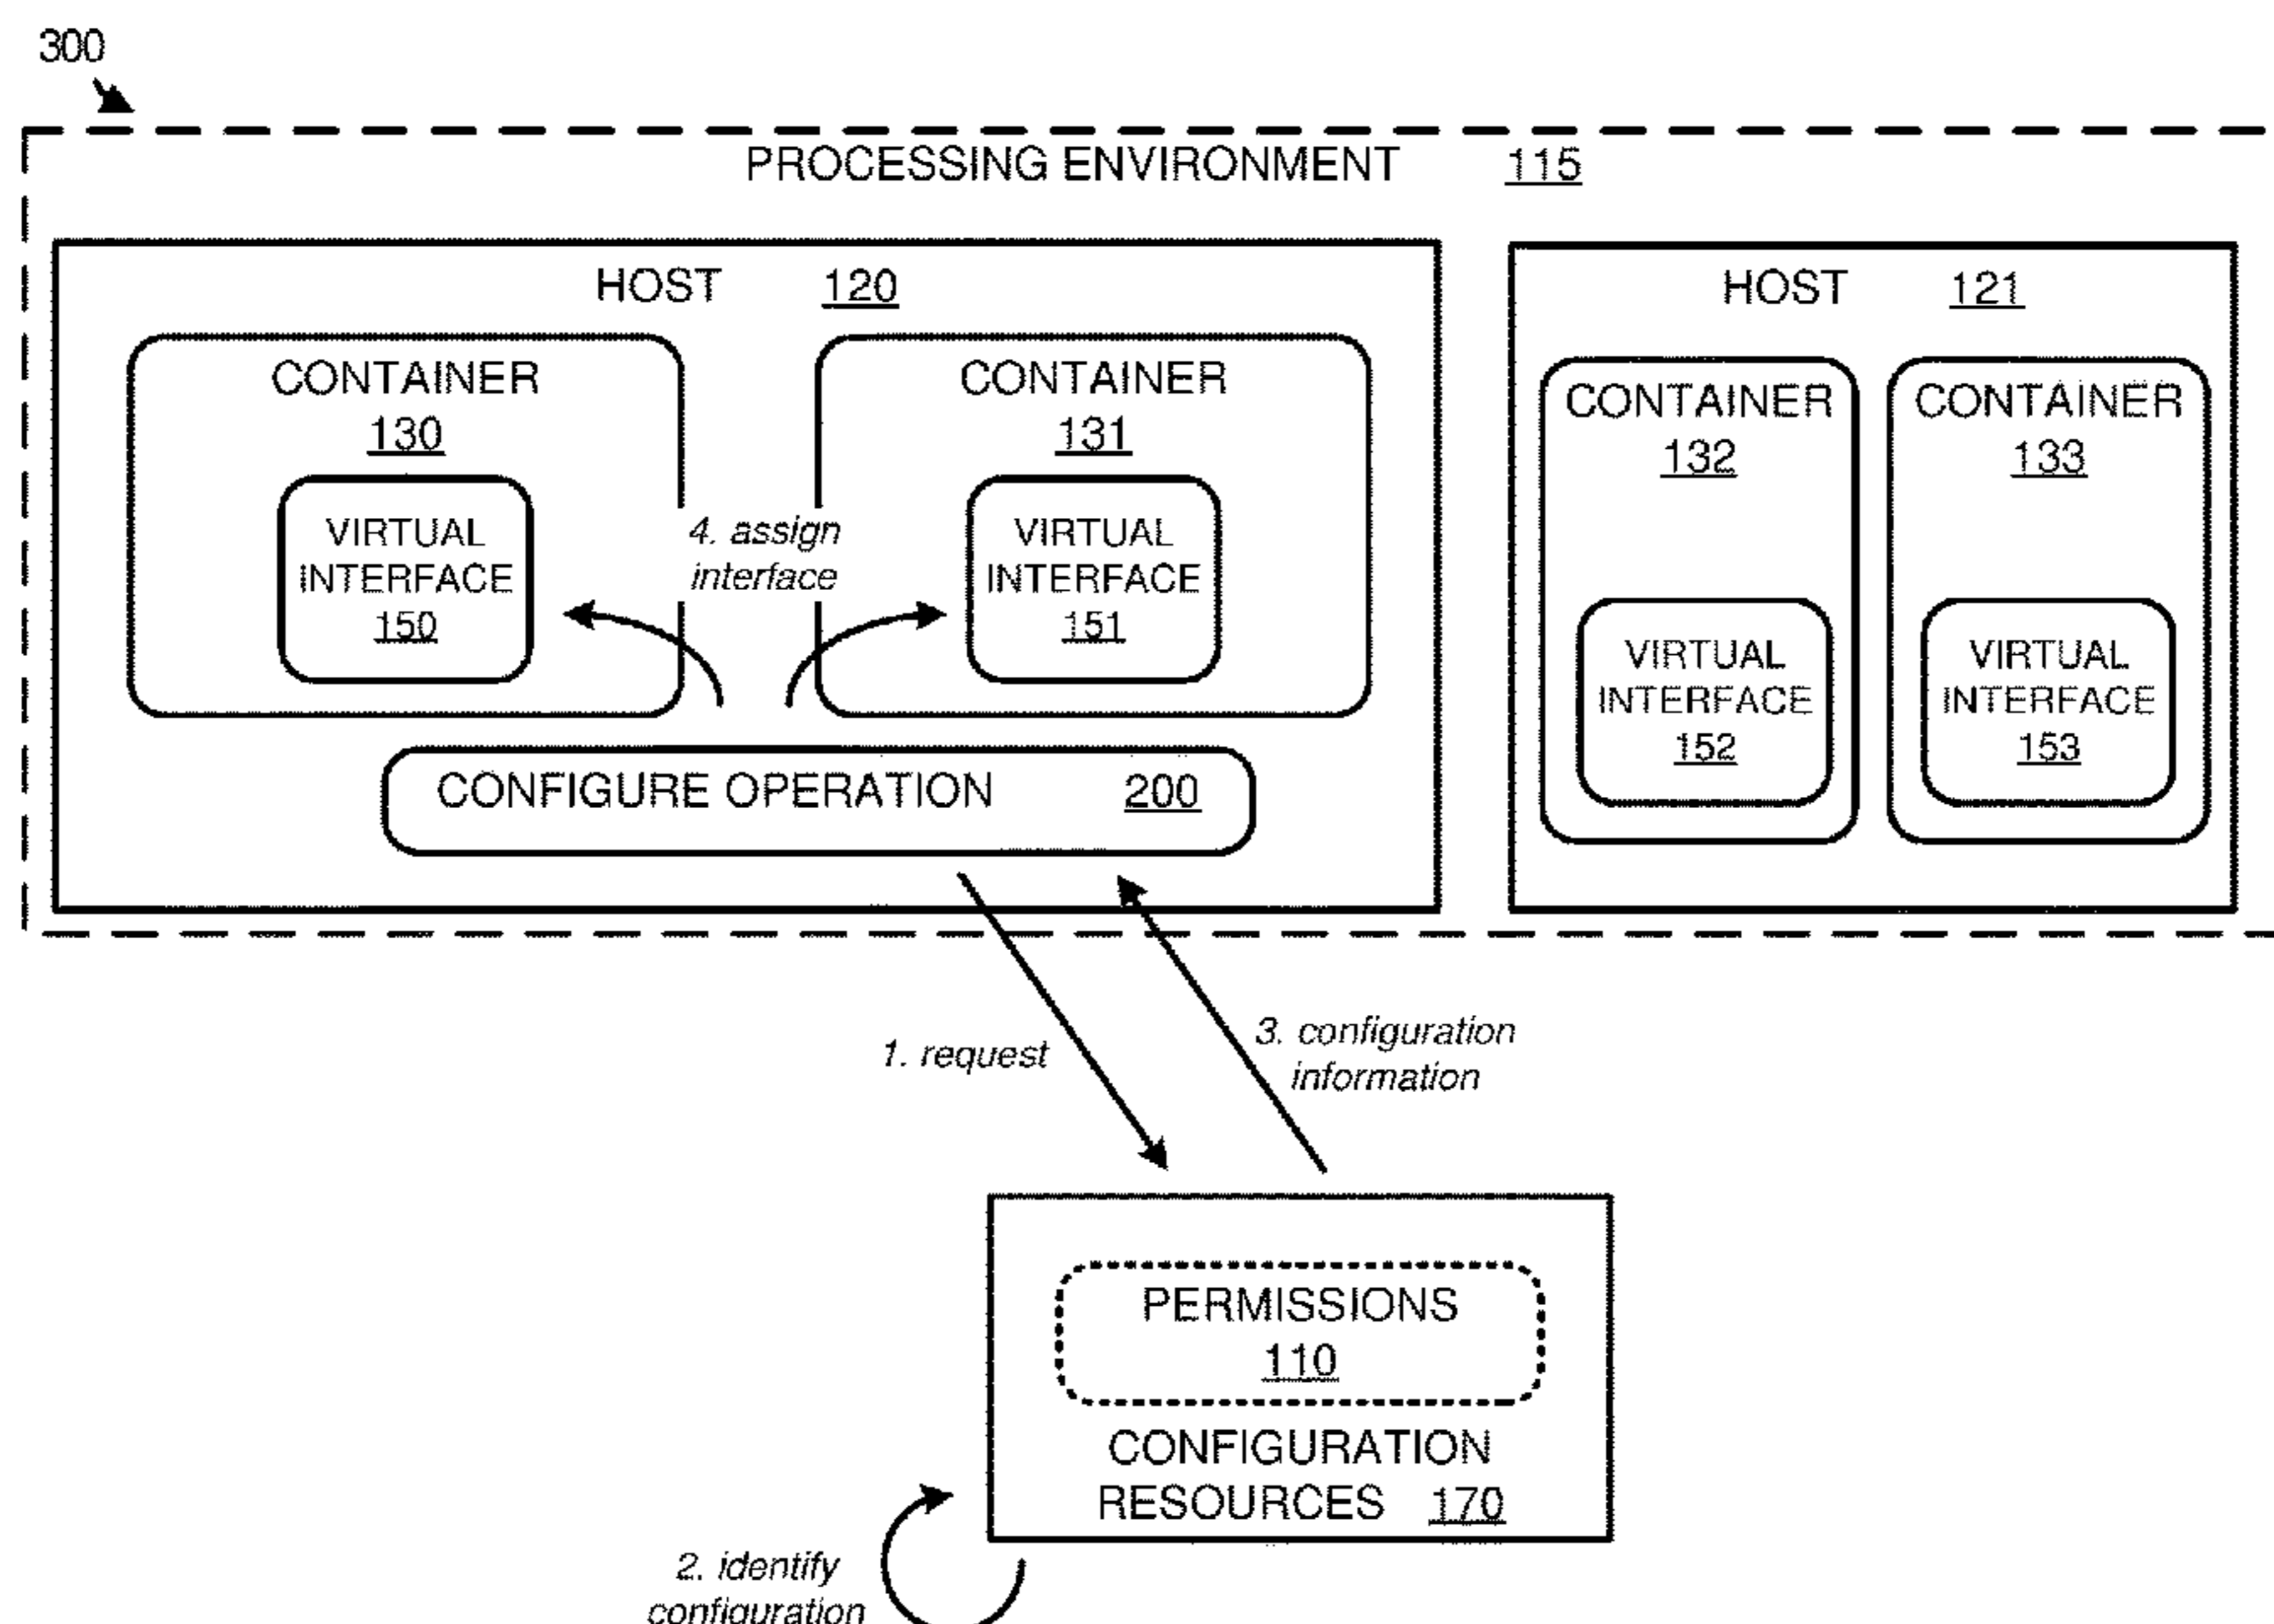 300
PROCESSING ENVIRONMENT 115
HOST 120
CONTAINER
130
VIRTUAL
INTERFACE
150
4. assign
interface
CONTAINER
131
VIRTUAL
INTERFACE
151
CONFIGURE OPERATION 200
HOST 121
CONTAINER
132
VIRTUAL
INTERFACE
152
CONTAINER
133
VIRTUAL
INTERFACE
153
1. request
3. configuration
information
PERMISSIONS
110
CONFIGURATION
RESOURCES 170
2. identify
configuration